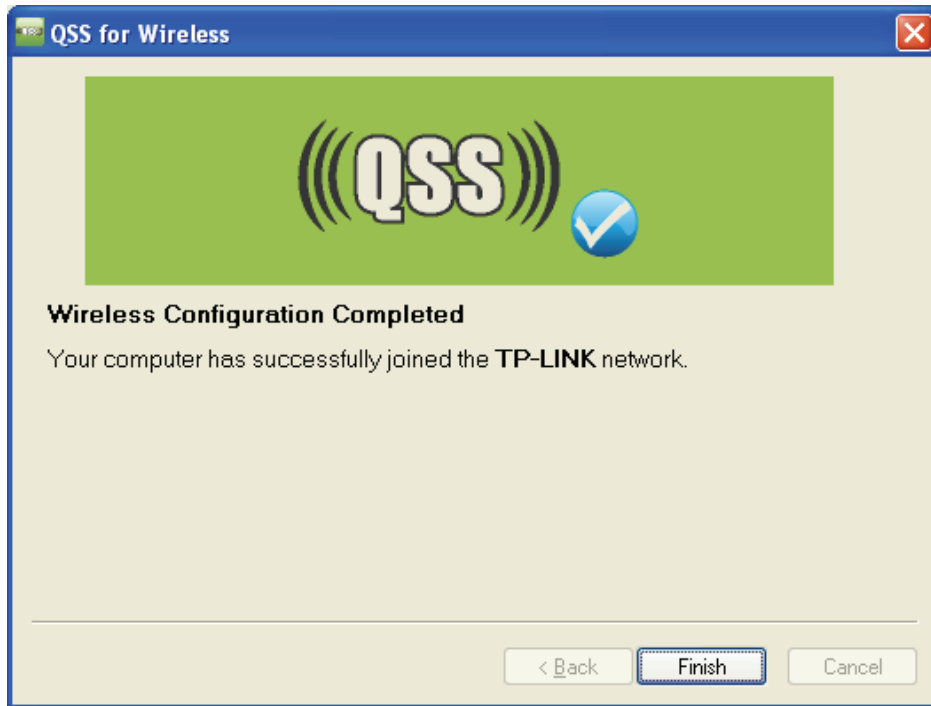 QSS for Wireless
(((QSS)))
Wireless Configuration Completed
Your computer has successfully joined the TP-LINK network.
< Back Finish Cancel